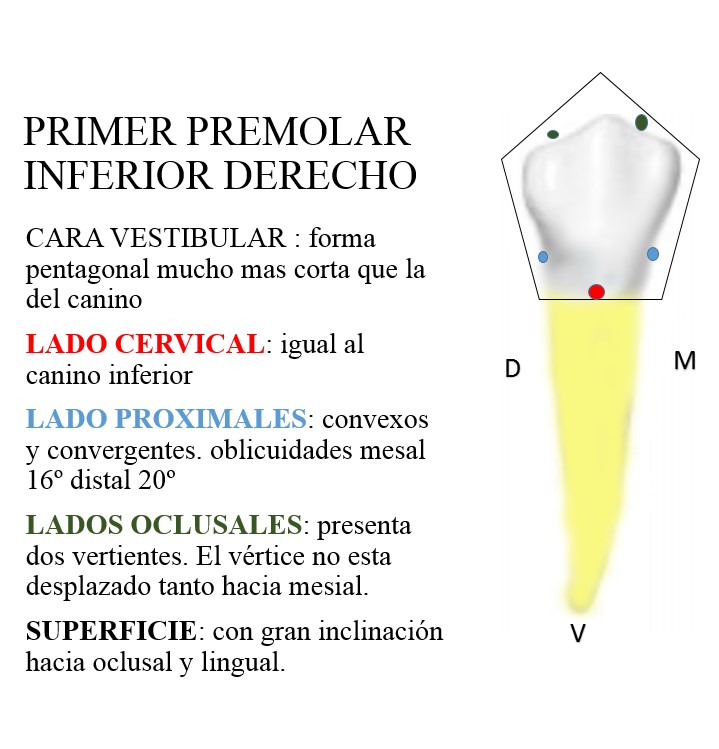 PRIMER PREMOLAR
INFERIOR DERECHO
CARA VESTIBULAR : forma
pentagonal mucho mas corta que la
del canino
LADO CERVICAL: igual al
canino inferior
LADO PROXIMALES: convexos
y convergentes. oblicuidades mesal
16º distal 20º
LADOS OCLUSALES: presenta
dos vertientes. El vértice no esta
desplazado tanto hacia mesial.
SUPERFICIE: con gran inclinación
hacia oclusal y lingual.
D
M
V